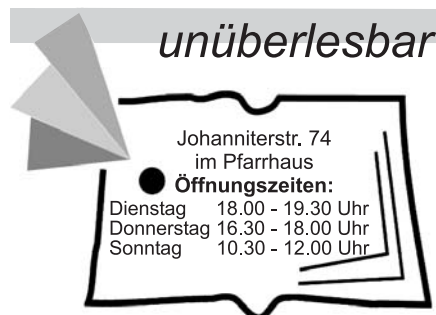 unüberlesbar
Johanniterstr. 74
im Pfarrhaus
Öffnungszeiten:
Dienstag 18.00 - 19.30 Uhr
Donnerstag 16.30 - 18.00 Uhr
Sonntag 10.30 - 12.00 Uhr